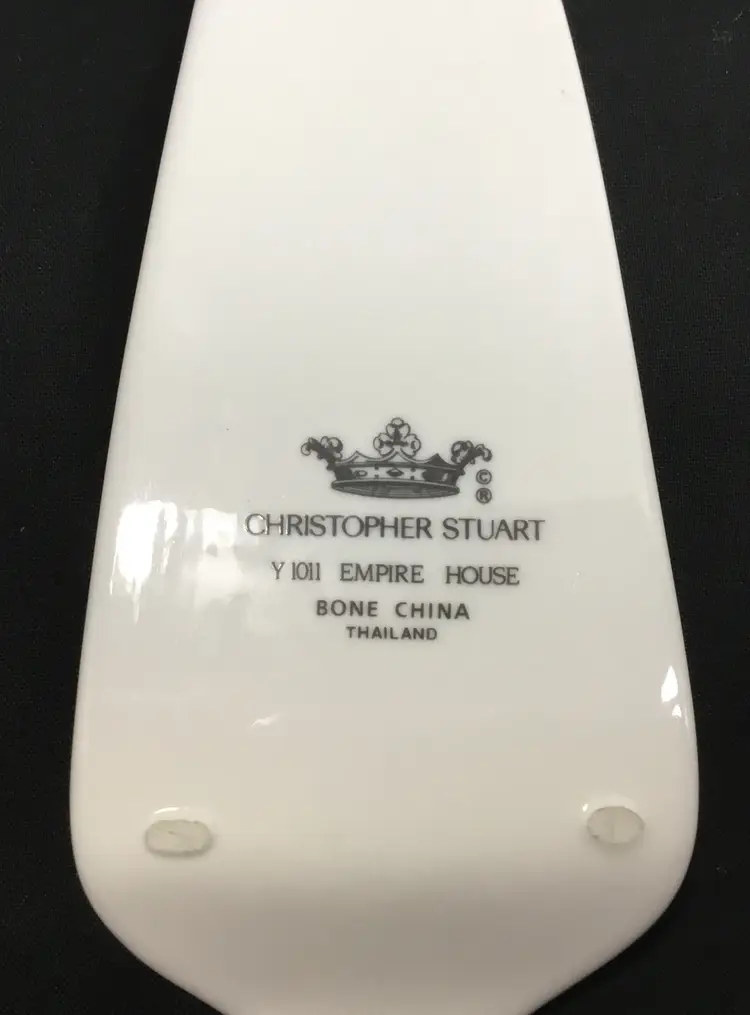 ©
®
CHRISTOPHER STUART
Y 1011 EMPIRE HOUSE
BONE CHINA
THAILAND